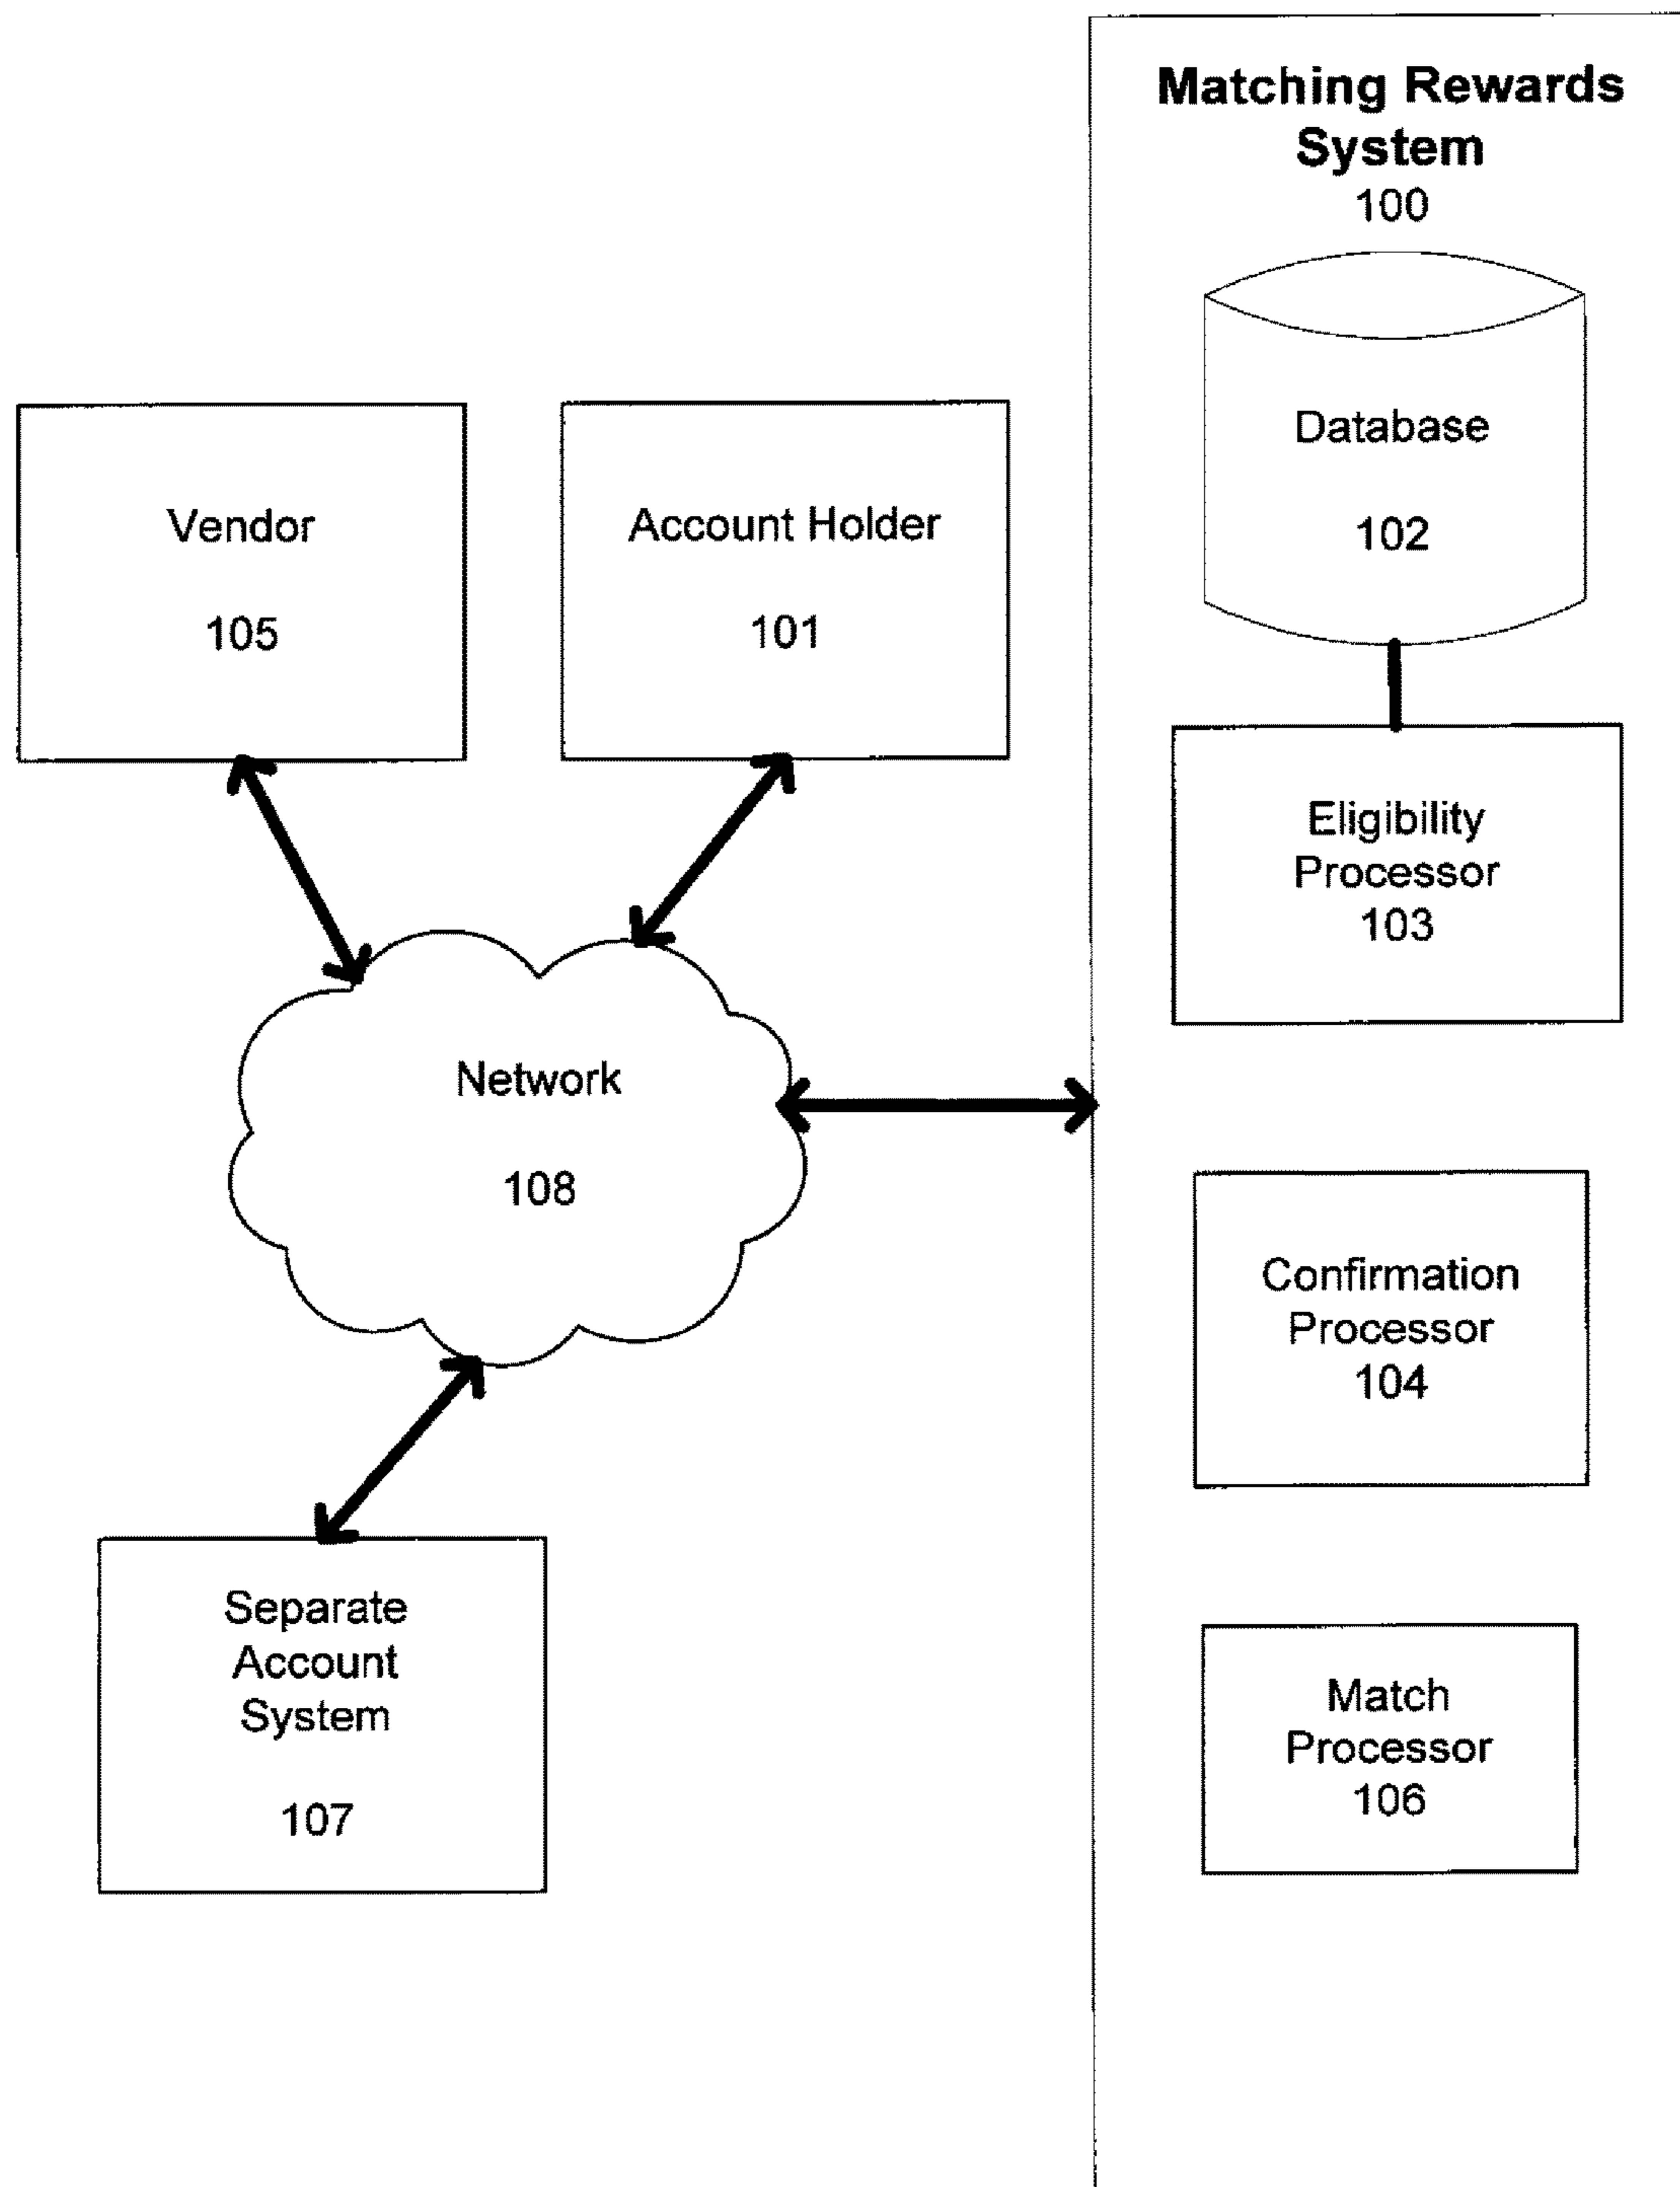 Matching Rewards
System
100
Database
102
Vendor
105
Account Holder
101
Eligibility
Processor
103
Network
108
Confirmation
Processor
104
Separate
Account
System
107
Match
Processor
106